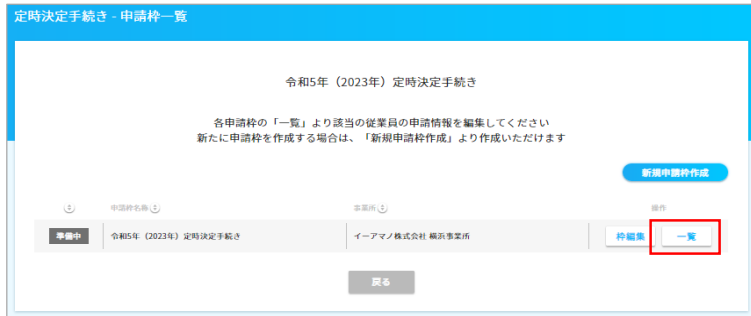 定時決定手続き - 申請枠一覧
令和5年（2023年）定時決定手続き
各申請枠の「一覧」より該当の従業員の申請情報を編集してください
新たに申請枠を作成する場合は、「新規申請枠作成」より作成いただけます
新規申請枠作成
申請枠名称 事業所 操作
準備中 令和5年（2023年）定時決定手続き イーアマノ株式会社 横浜事業所 枠編集 一覧
戻る